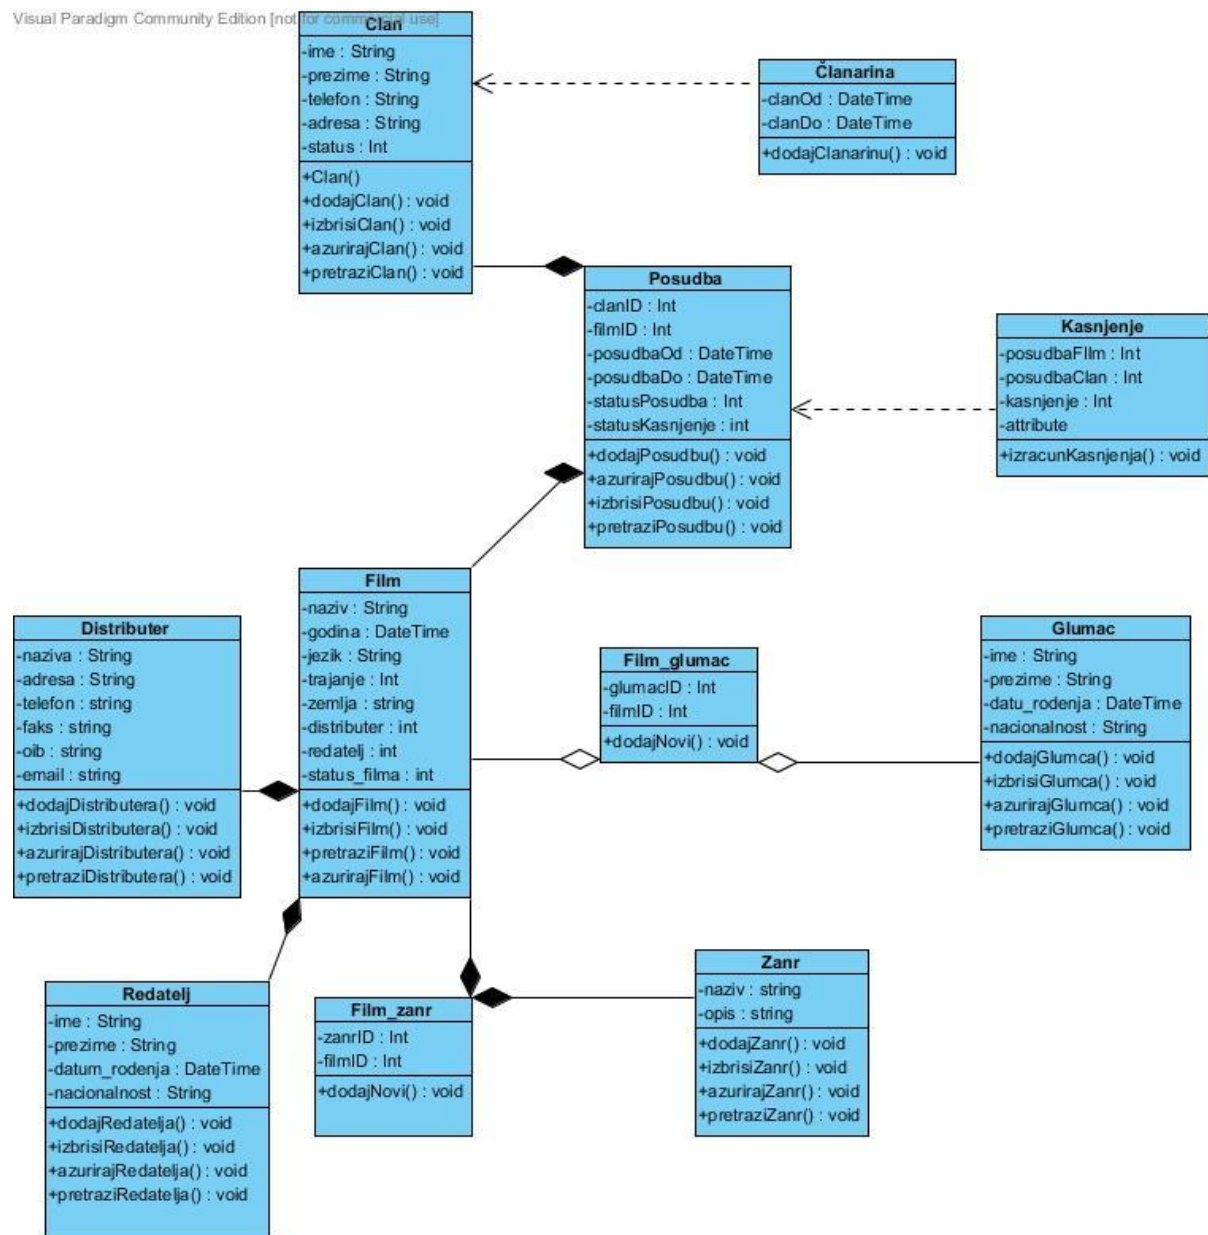 Visual Paradigm Community Edition [not for commercial use]
Clan
-ime : String
-prezime : String
-telefon : String
-adresa : String
-status : Int
+Clan()
+dodajClan() : void
+izbrisiClan() : void
+azurirajClan() : void
+pretraziClan() : void
Članarina
-clanOd : DateTime
-clanDo : DateTime
+dodajClanarinu() : void
Posudba
-clanID : Int
-filmID : Int
-posudbaOd : DateTime
-posudbaDo : DateTime
-statusPosudba : Int
-statusKasnjenje : int
+dodajPosudbu() : void
+azurirajPosudbu() : void
+izbrisiPosudbu() : void
+pretraziPosudbu() : void
Kasnjenje
-posudbaFIlm : Int
-posudbaClan : Int
-kasnjenje : Int
-attribute
+izracunKasnjenja() : void
Film
-naziv : String
-godina : DateTime
-jezik : String
-trajanje : Int
-zemlja : string
-distributer : int
-redatelj : int
-status_filma : int
+dodajFilm() : void
+izbrisiFilm() : void
+pretraziFilm() : void
+azurirajFilm() : void
Distributer
-naziva : String
-adresa : String
-telefon : string
-faks : string
-oib : string
-email : string
+dodajDistributera() : void
+izbrisiDistributera() : void
+azurirajDistributera() : void
+pretraziDistributera() : void
Film_glumac
-glumacID : Int
-filmID : Int
+dodajNovi() : void
Glumac
-ime : String
-prezime : String
-datu_rodenja : DateTime
-nacionalnost : String
+dodajGlumca() : void
+izbrisiGlumca() : void
+azurirajGlumca() : void
+pretraziGlumca() : void
Redatelj
-ime : String
-prezime : String
-datum_rodenja : DateTime
-nacionalnost : String
+dodajRedatelja() : void
+izbrisiRedatelja() : void
+azurirajRedatelja() : void
+pretraziRedatelja() : void
Film_zanr
-zanrID : Int
-filmID : Int
+dodajNovi() : void
Zanr
-naziv : string
-opis : string
+dodajZanr() : void
+izbrisiZanr() : void
+azurirajZanr() : void
+pretraziZanr() : void